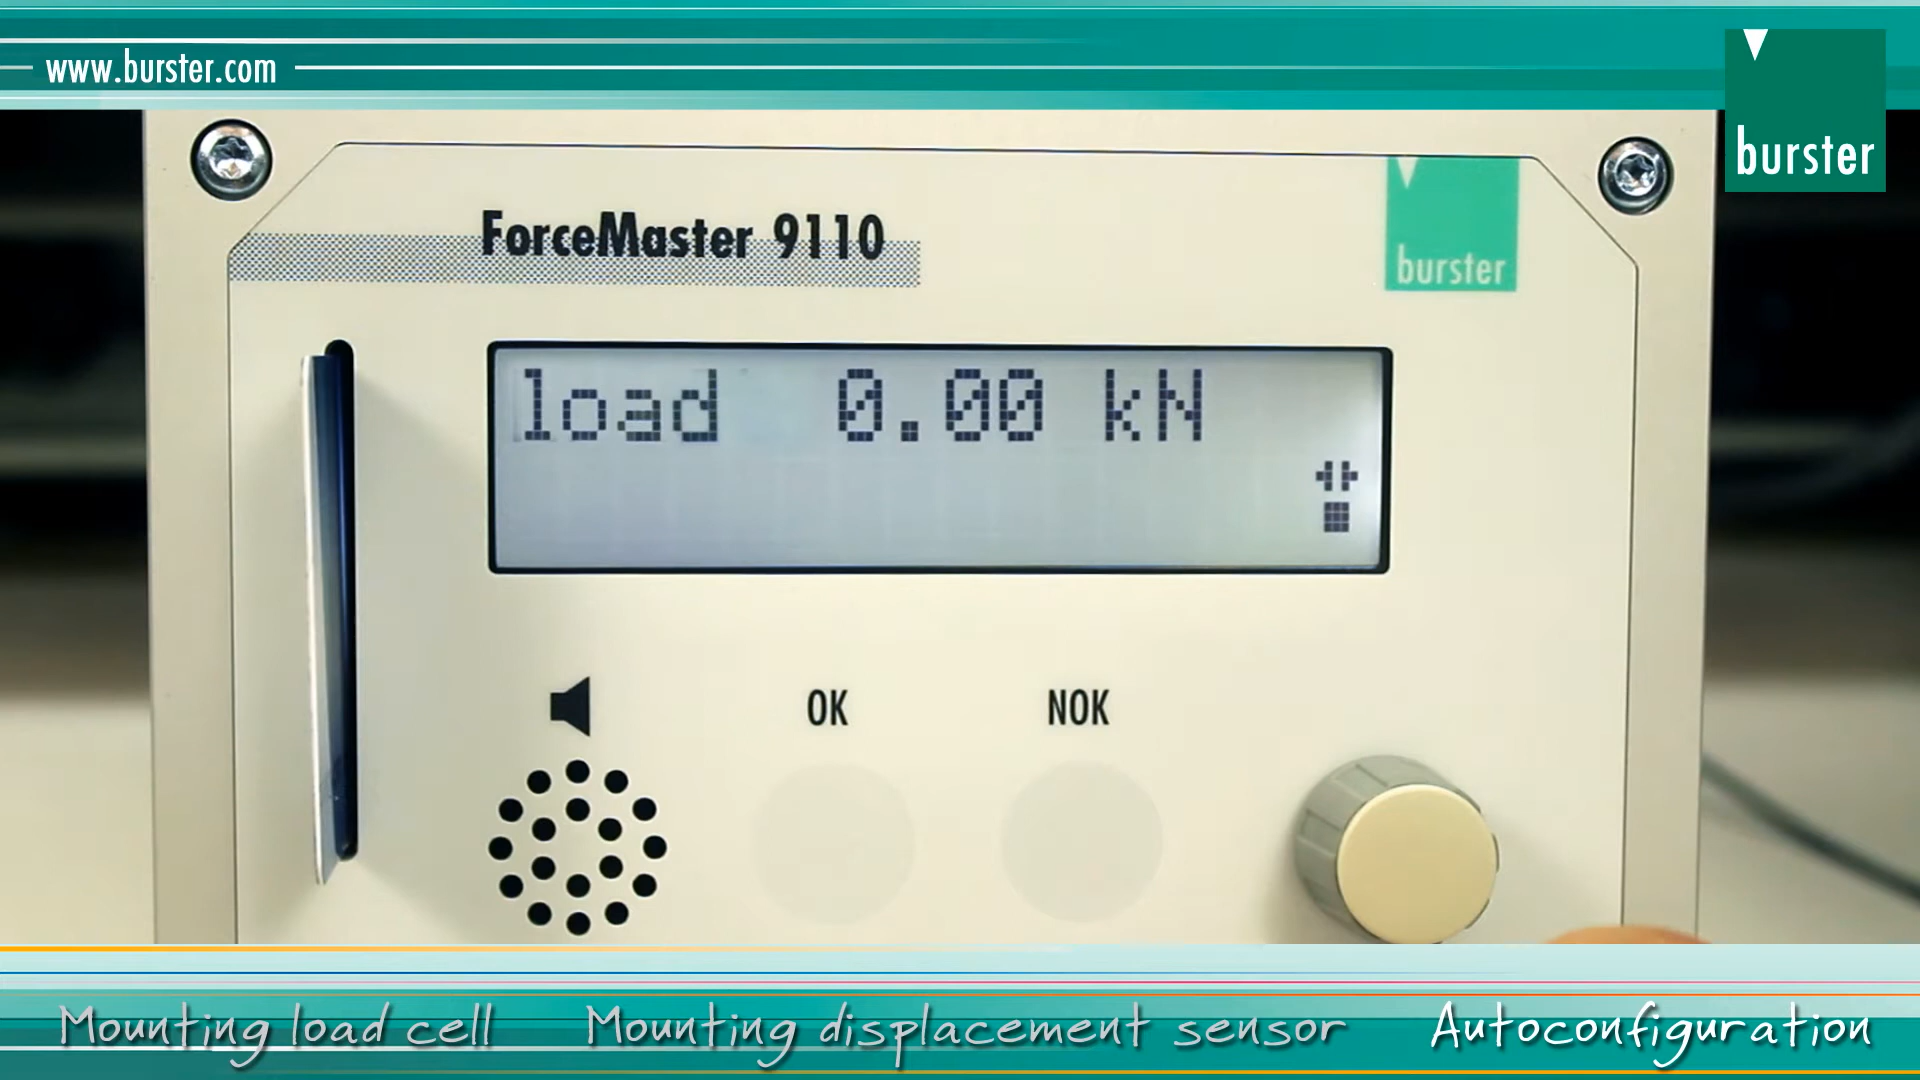 www.burster.com
burster
ForceMaster 9110
burster
load 0.00 kN
OK NOK
Mounting load cell Mounting displacement sensor Autoconfiguration